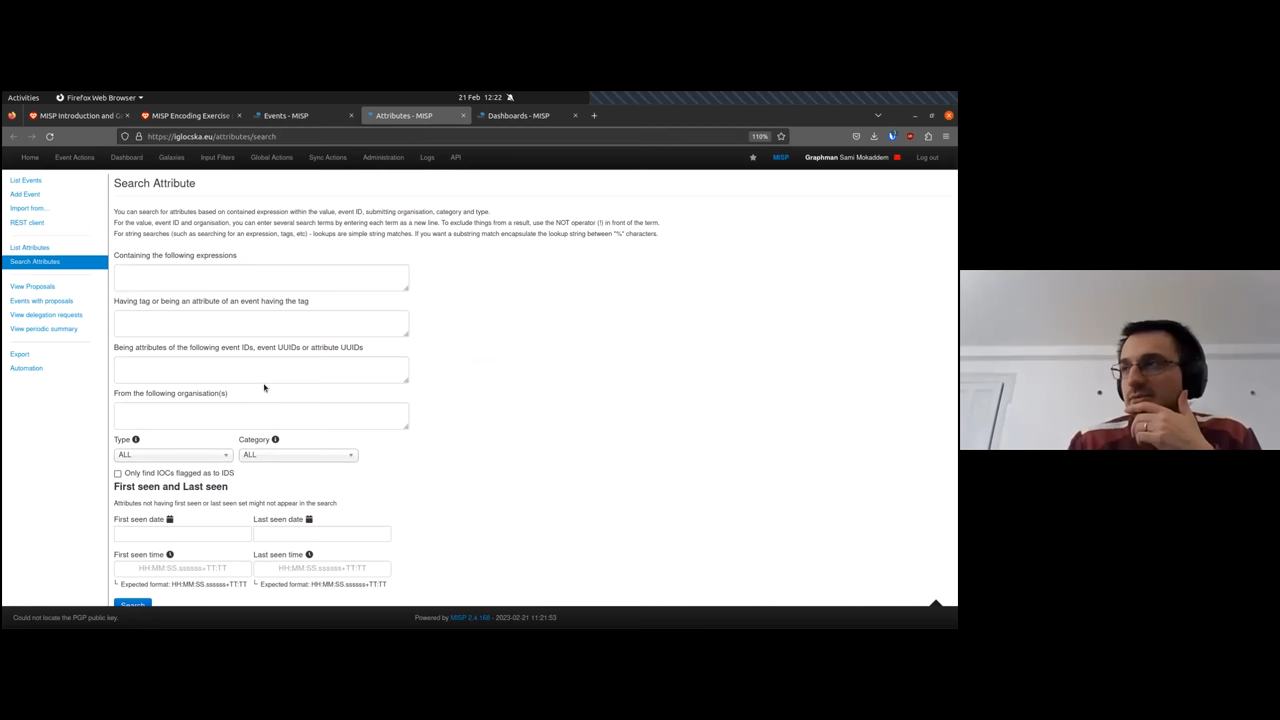 Activities
Firefox Web Browser
21 Feb 12:22
MISP Introduction and G
MISP Encoding Exercise
Events - MISP
Attributes - MISP
Dashboards - MISP
https://iglocska.eu/attributes/search
110%
Home
Event Actions
Dashboard
Galaxies
Input Filters
Global Actions
Sync Actions
Administration
Logs
API
MISP
Graphman Sami Mokaddem
Log out
List Events
Add Event
Import from...
REST client
List Attributes
Search Attributes
View Proposals
Events with proposals
View delegation requests
View periodic summary
Export
Automation
Search Attribute
You can search for attributes based on contained expression within the value, event ID, submitting organisation, category and type.
For the value, event ID and organisation, you can enter several search terms by entering each term as a new line. To exclude things from a result, use the NOT operator (!) in front of the term.
For string searches (such as searching for an expression, tags, etc) - lookups are simple string matches. If you want a substring match encapsulate the lookup string between "%" characters.
Containing the following expressions
Having tag or being an attribute of an event having the tag
Being attributes of the following event IDs, event UUIDs or attribute UUIDs
From the following organisation(s)
Type
Category
ALL
ALL
Only find IOCs flagged as to IDS
First seen and Last seen
Attributes not having first seen or last seen set might not appear in the search
First seen date
Last seen date
First seen time
Last seen time
HH:MM:SS.ssssss+TT:TT
HH:MM:SS.ssssss+TT:TT
Expected format: HH:MM:SS.ssssss+TT:TT
Expected format: HH:MM:SS.ssssss+TT:TT
Search
Could not locate the PGP public key.
Powered by MISP 2.4.168 - 2023-02-21 11:21:53